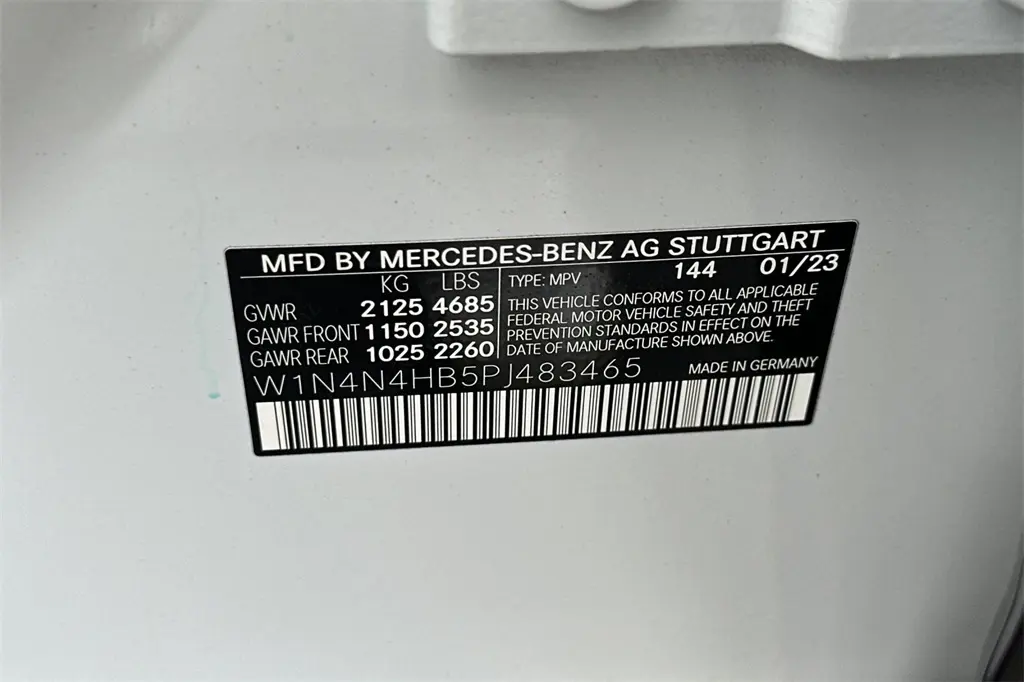 MFD BY MERCEDES-BENZ AG STUTTGART
KG LBS
GVWR 2125 4685
GAWR FRONT 1150 2535
GAWR REAR 1025 2260
TYPE: MPV 144 01/23
THIS VEHICLE CONFORMS TO ALL APPLICABLE
FEDERAL MOTOR VEHICLE SAFETY AND THEFT
PREVENTION STANDARDS IN EFFECT ON THE
DATE OF MANUFACTURE SHOWN ABOVE.
W1N4N4HB5PJ483465 MADE IN GERMANY